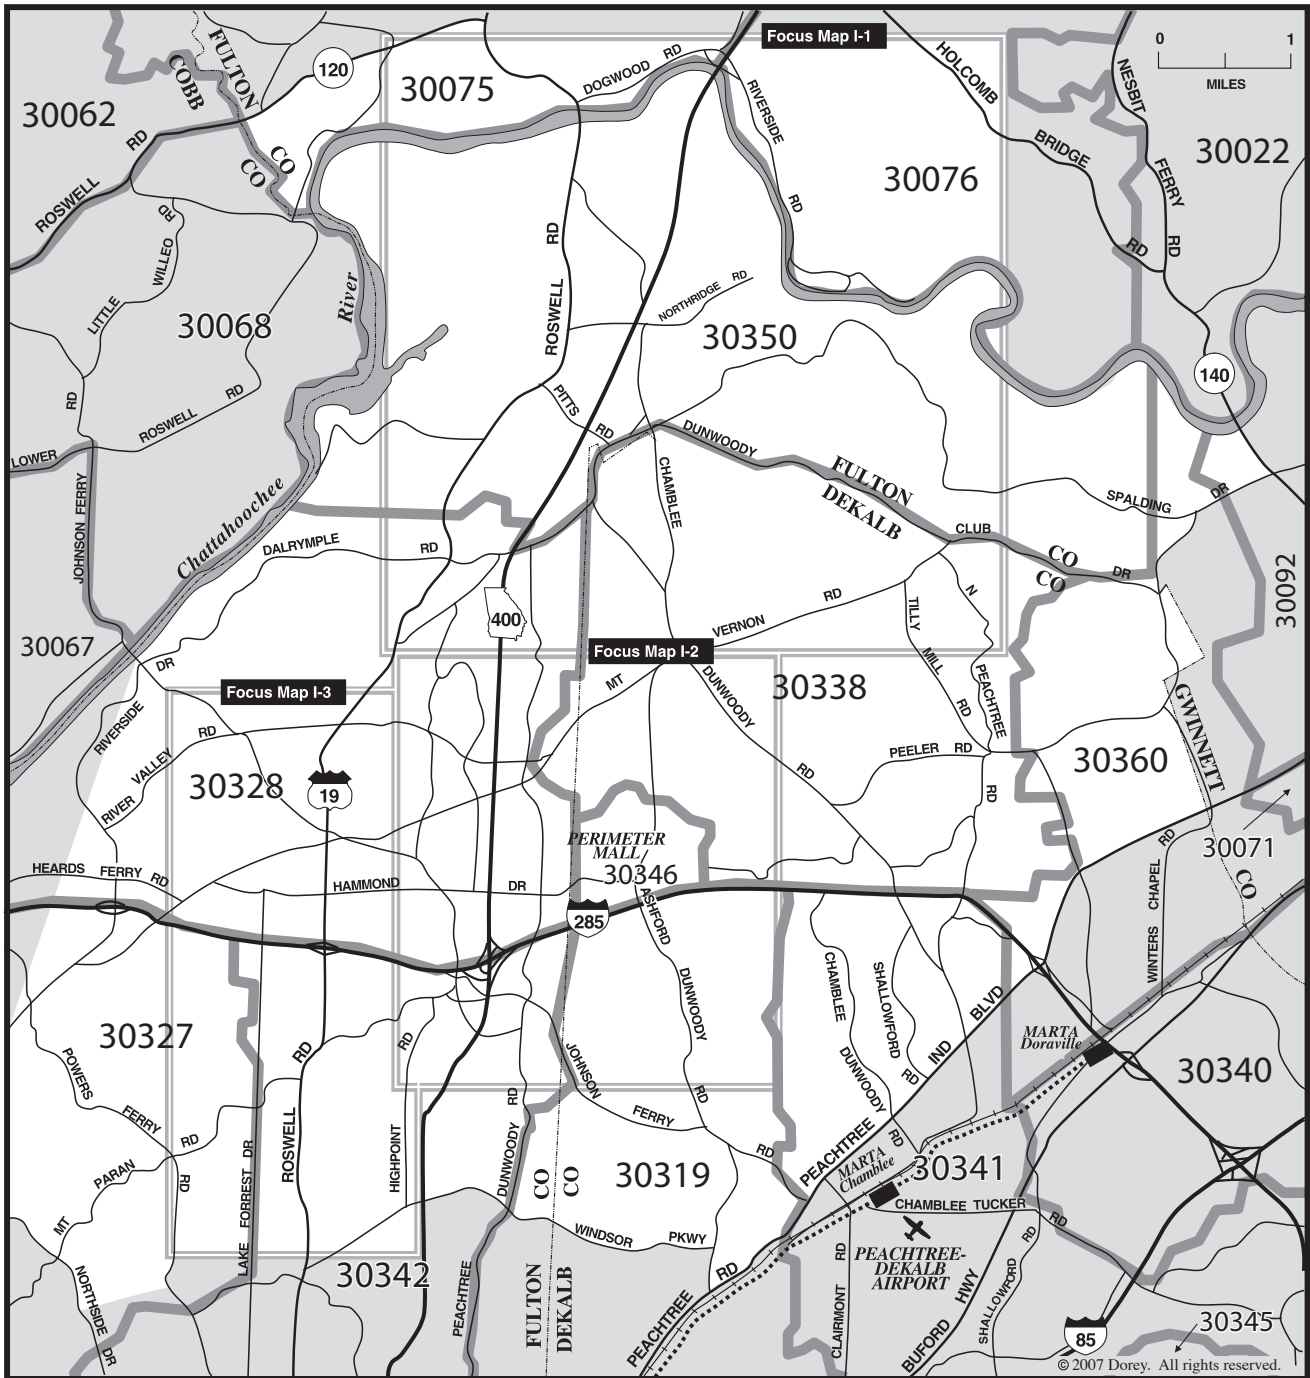 Focus Map I-1
0 1
MILES
FULTON
COBB
CO
CO
120
30075
DOGWOOD RD
RIVERSIDE
RD
HOLCOMB
BRIDGE
RD
NESBIT
FERRY
RD
30062
ROSWELL RD
30022
30076
LITTLE
WILLEO
RD
River
ROSWELL
RD
NORTHRIDGE RD
30068
30350
140
RD
PITTS
RD
LOWER
ROSWELL
RD
DUNWOODY
FULTON
DEKALB
CLUB
CO
CO
DR
SPALDING
DR
JOHNSON FERRY
CHAMBLEE
Chattahoochee
DALRYMPLE
RD
30092
400
VERNON
RD
TILLY
MILL
RD
N
PEACHTREE
RD
30067
DR
Focus Map I-2
MT
DUNWOODY
RD
30338
Focus Map I-3
GWINNETT
CO
RIVERSIDE
RIVER
VALLEY
RD
30328
19
PEELER RD
30360
PERIMETER
MALL
30346
RD
30071
HEARDS FERRY RD
HAMMOND
DR
285
ASHFORD
DUNWOODY
RD
WINTERS CHAPEL
CHAMBLEE
DUNWOODY
RD
SHALLOWFORD
RD
PEACHTREE
IND
BLVD
MARTA
Doraville
30327
RD
RD
30340
POWERS
FERRY
RD
JOHNSON
FERRY
RD
MT
PARAN
RD
LAKE FORREST DR
ROSWELL
HIGHPOINT
DUNWOODY
RD
CO
CO
30319
MARTA
Chamblee
30341
CHAMBLEE TUCKER
RD
WINDSOR
PKWY
PEACHTREE-
DEKALB
AIRPORT
NORTHSIDE
DR
30342
PEACHTREE
FULTON
DEKALB
PEACHTREE
RD
CLAIRMONT
RD
BUFORD
HWY
SHALLOWFORD
RD
30345
85
© 2007 Dorey. All rights reserved.